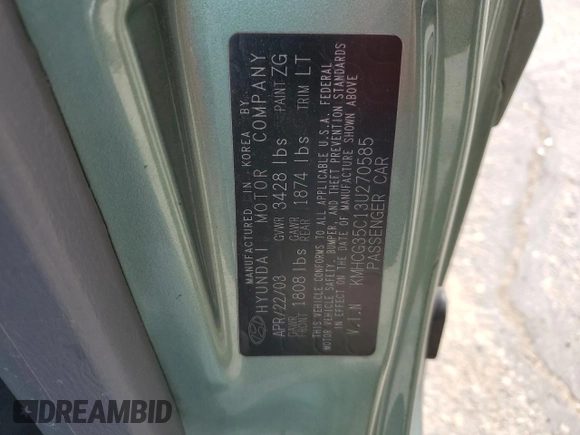 MANUFACTURED IN KOREA BY
HYUNDAI MOTOR COMPANY
APR/22/03 GVWR 3428 lbs PAINT ZG
GAWR FRONT 1808 lbs GAWR REAR 1874 lbs TRIM LT
THIS VEHICLE CONFORMS TO ALL APPLICABLE U.S.A. FEDERAL
MOTOR VEHICLE SAFETY, BUMPER, AND THEFT PREVENTION STANDARDS
IN EFFECT ON THE DATE OF MANUFACTURE SHOWN ABOVE
V.I.N KMHCG35C13U270585
PASSENGER CAR
DREAMBID